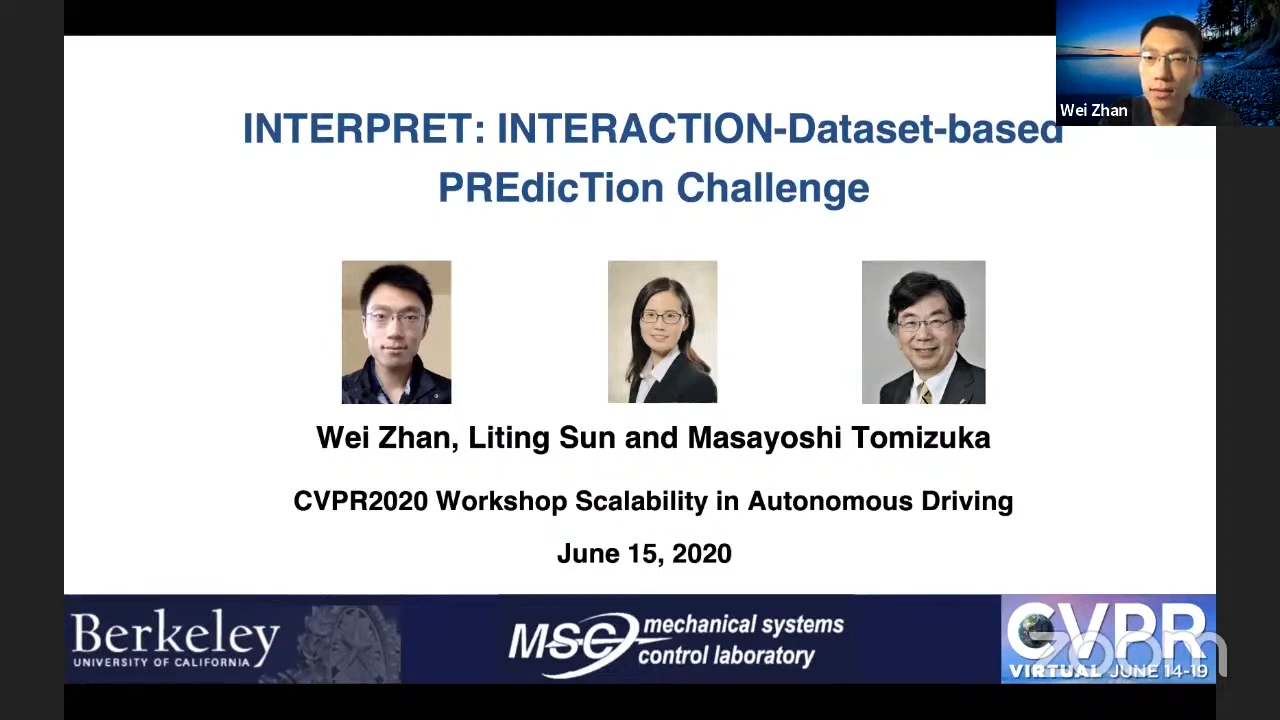 Wei Zhan
INTERPRET: INTERACTION-Dataset-based
PREdicTion Challenge
Wei Zhan, Liting Sun and Masayoshi Tomizuka
CVPR2020 Workshop Scalability in Autonomous Driving
June 15, 2020
Berkeley
UNIVERSITY OF CALIFORNIA
MSC
mechanical systems
control laboratory
CVPR
zoom
VIRTUAL JUNE 14-19